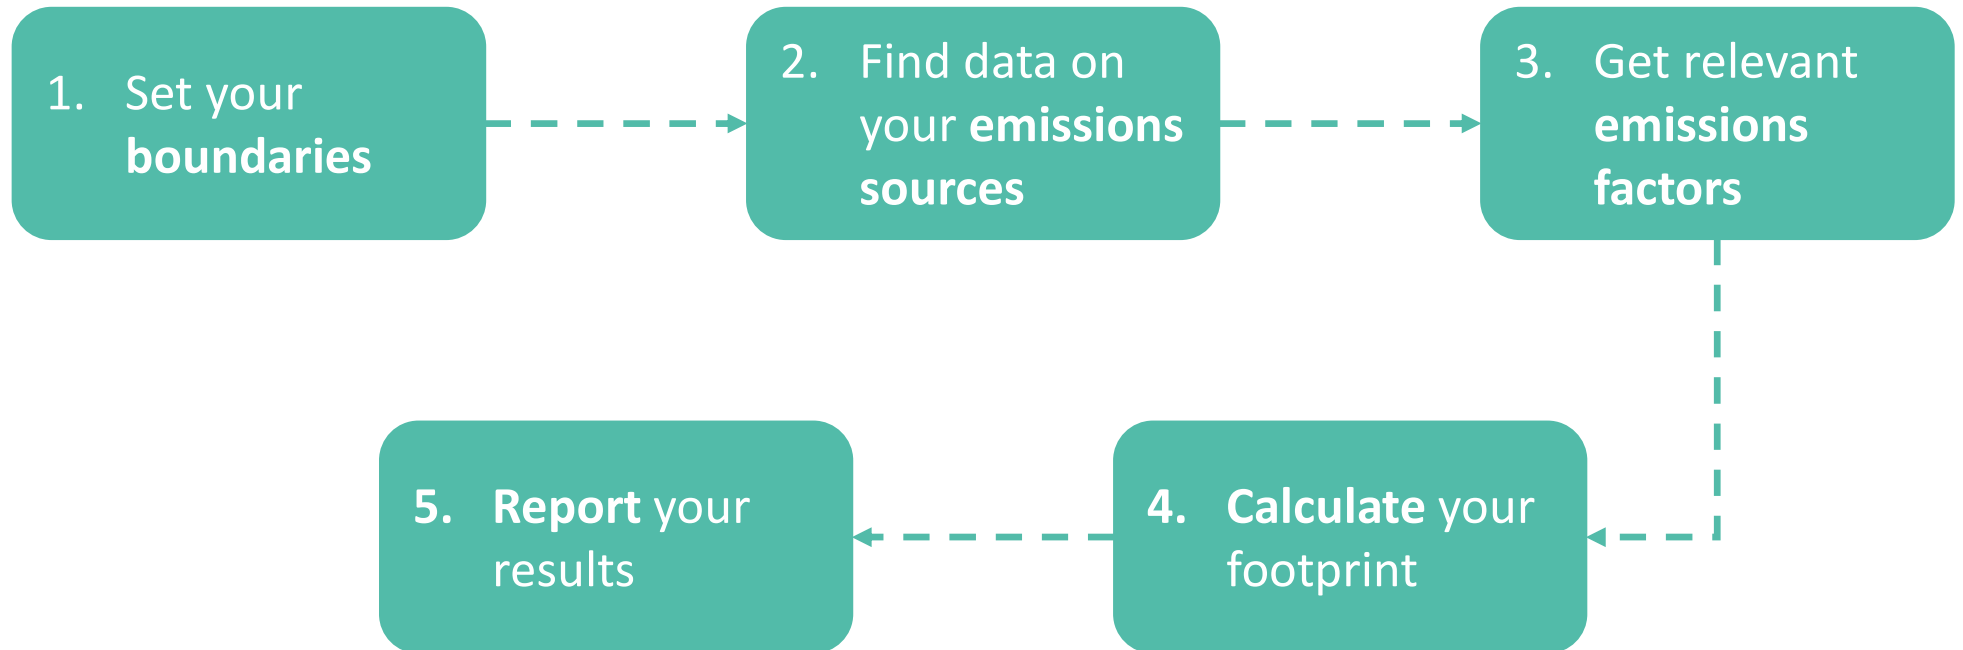 1. Set your
boundaries
2. Find data on
your emissions
sources
3. Get relevant
emissions
factors
4. Calculate your
footprint
5. Report your
results